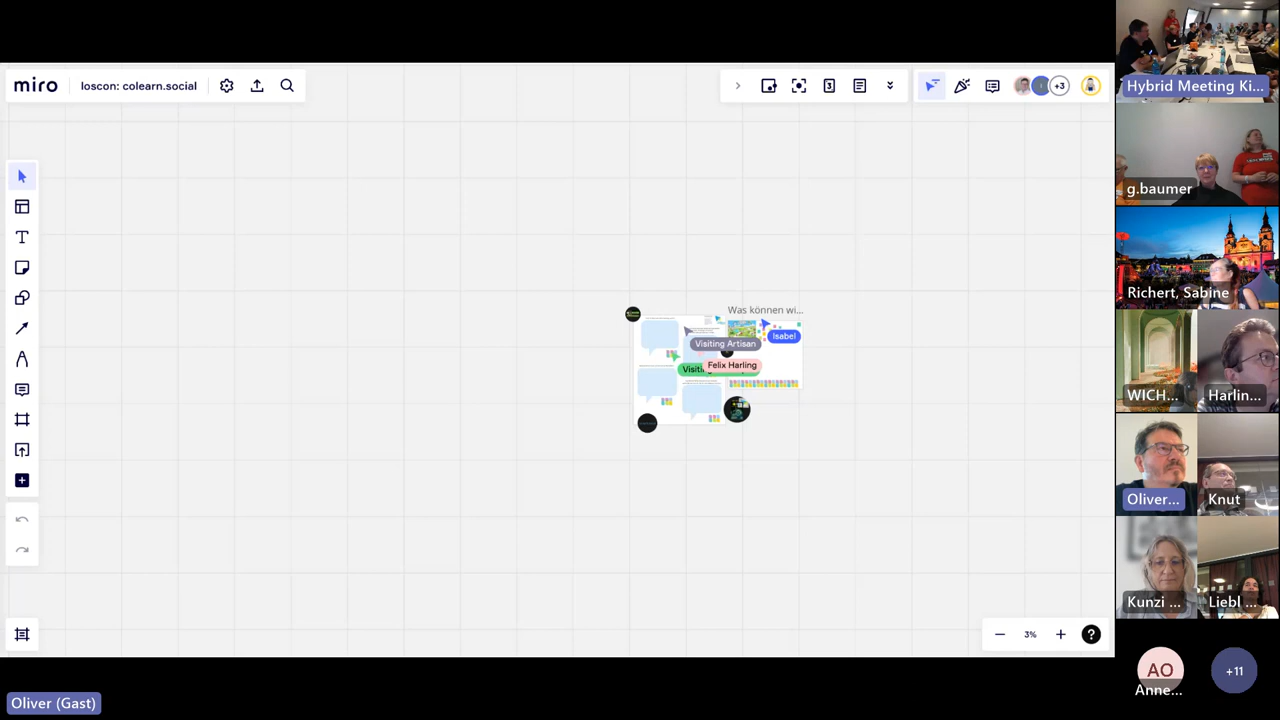 miro
loscon: colearn.social
+3
Was können wi...
Isabel
Visiting Artisan
Felix Harling
Visiti
3%
Oliver (Gast)
Hybrid Meeting Ki...
g.baumer
Richert, Sabine
WICH...
Harlin...
Oliver...
Knut
Kunzi ...
Liebl ...
AO
Anne...
+11